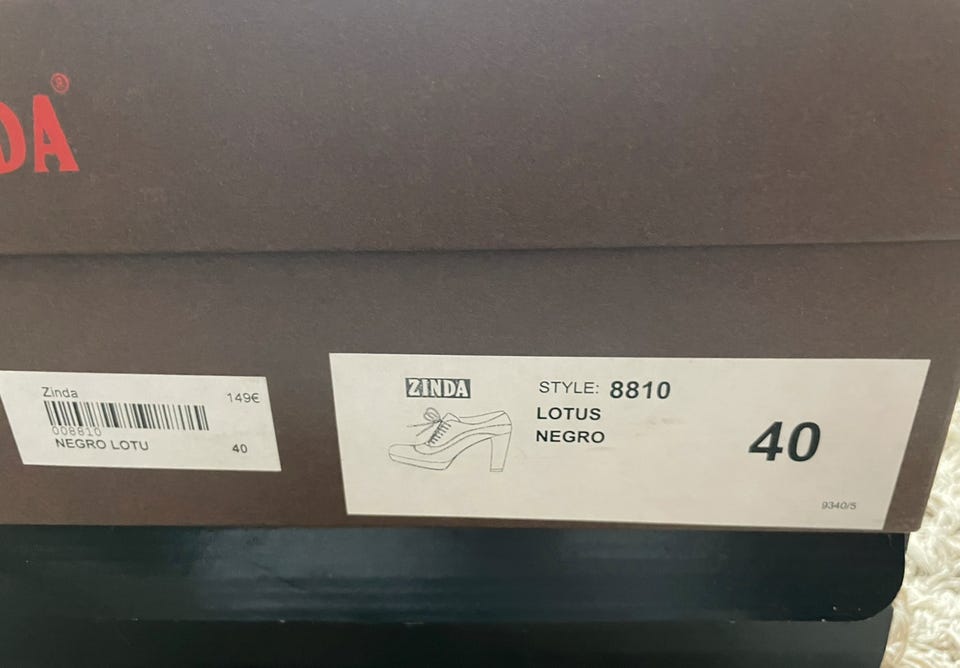 DA®
Zinda 149€
008810
NEGRO LOTU 40
ZINDA
STYLE: 8810
LOTUS
NEGRO
40
9340/5